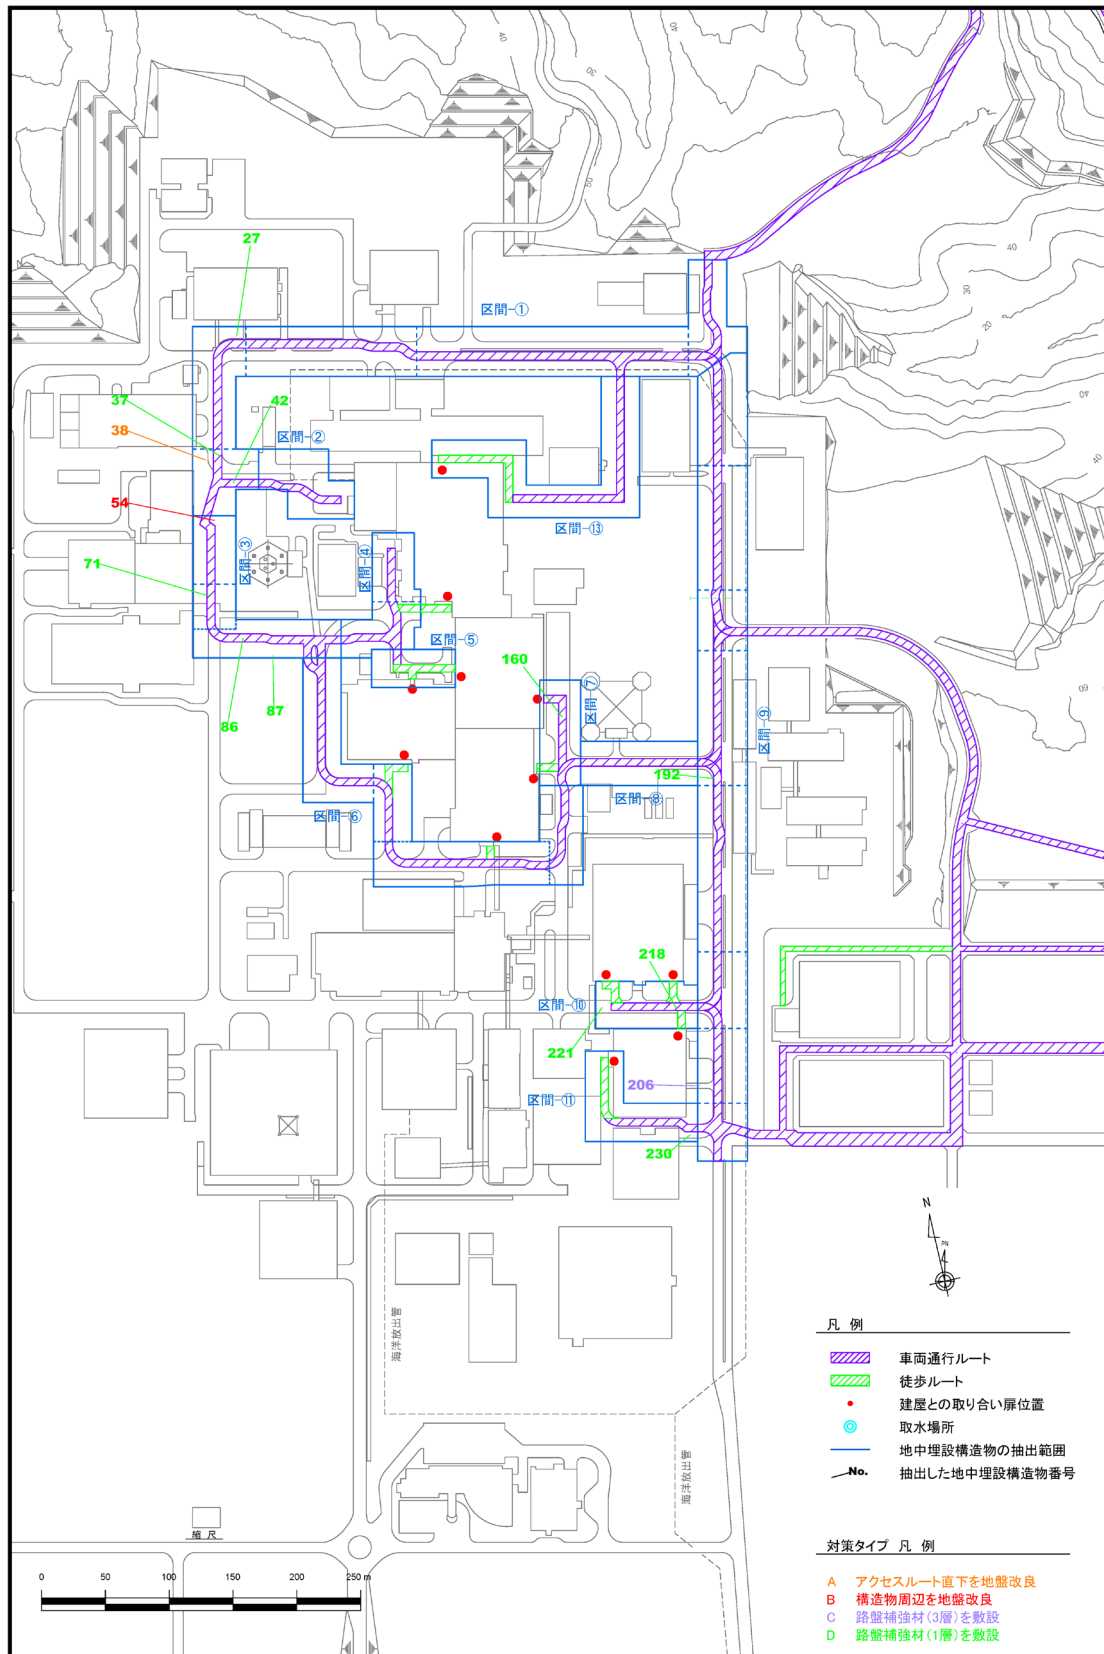 40
40
30
50
40
30
20
40
40
60
27
区間-①
37
42
38
区間-②
54
区間-⑬
区間-③
区間-④
71
区間-⑤
160
区間-⑦
86
87
区間-⑨
192
区間-⑥
区間-⑧
218
区間-⑩
221
206
区間-⑪
230
海洋放出管
海洋放出管
N
PN
凡 例
車両通行ルート
徒歩ルート
建屋との取り合い扉位置
取水場所
地中埋設構造物の抽出範囲
No. 抽出した地中埋設構造物番号
縮 尺
0 50 100 150 200 250 m
対策タイプ 凡 例
A アクセスルート直下を地盤改良
B 構造物周辺を地盤改良
C 路盤補強材(3層)を敷設
D 路盤補強材(1層)を敷設